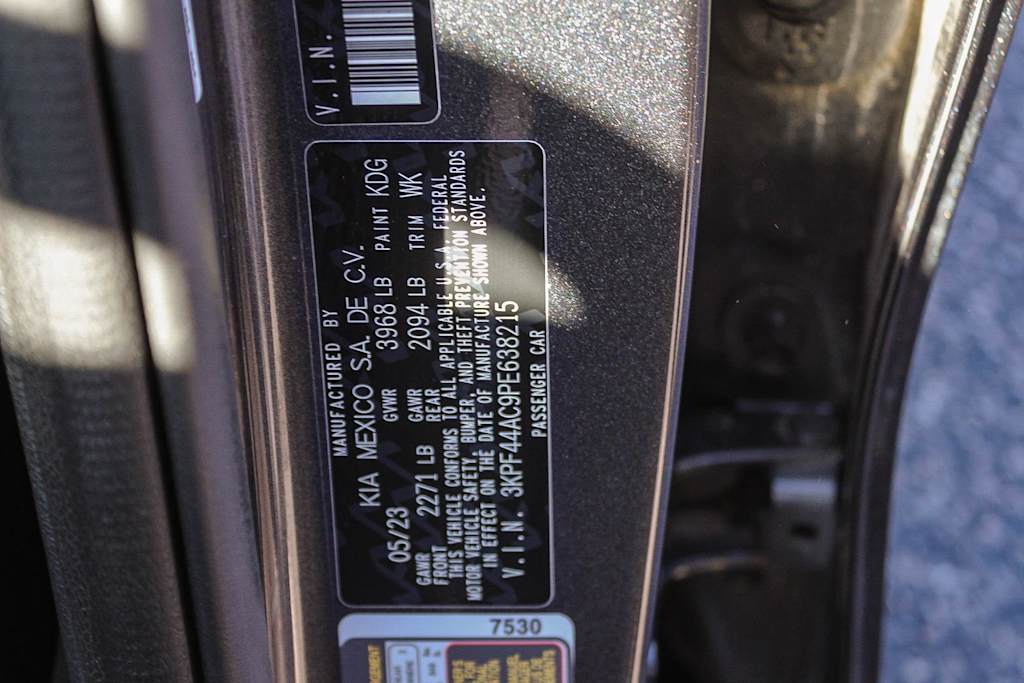 V.I.N.
MANUFACTURED BY
KIA MEXICO S.A. DE C.V.
05/23 GVWR 3968 LB PAINT KDG
GAWR FRONT 2271 LB GAWR REAR 2094 LB TRIM WK
THIS VEHICLE CONFORMS TO ALL APPLICABLE U.S.A. FEDERAL
MOTOR VEHICLE SAFETY, BUMPER, AND THEFT PREVENTION STANDARDS
IN EFFECT ON THE DATE OF MANUFACTURE SHOWN ABOVE.
V.I.N. 3KPF44AC9PE638215
PASSENGER CAR
7530